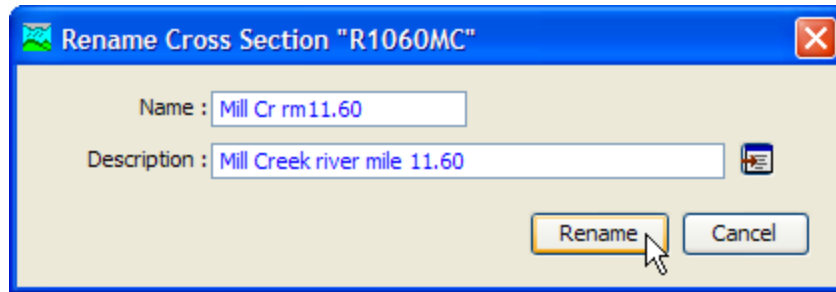 Rename Cross Section "R1060MC"
Name : Mill Cr rm11.60
Description : Mill Creek river mile 11.60
Rename Cancel